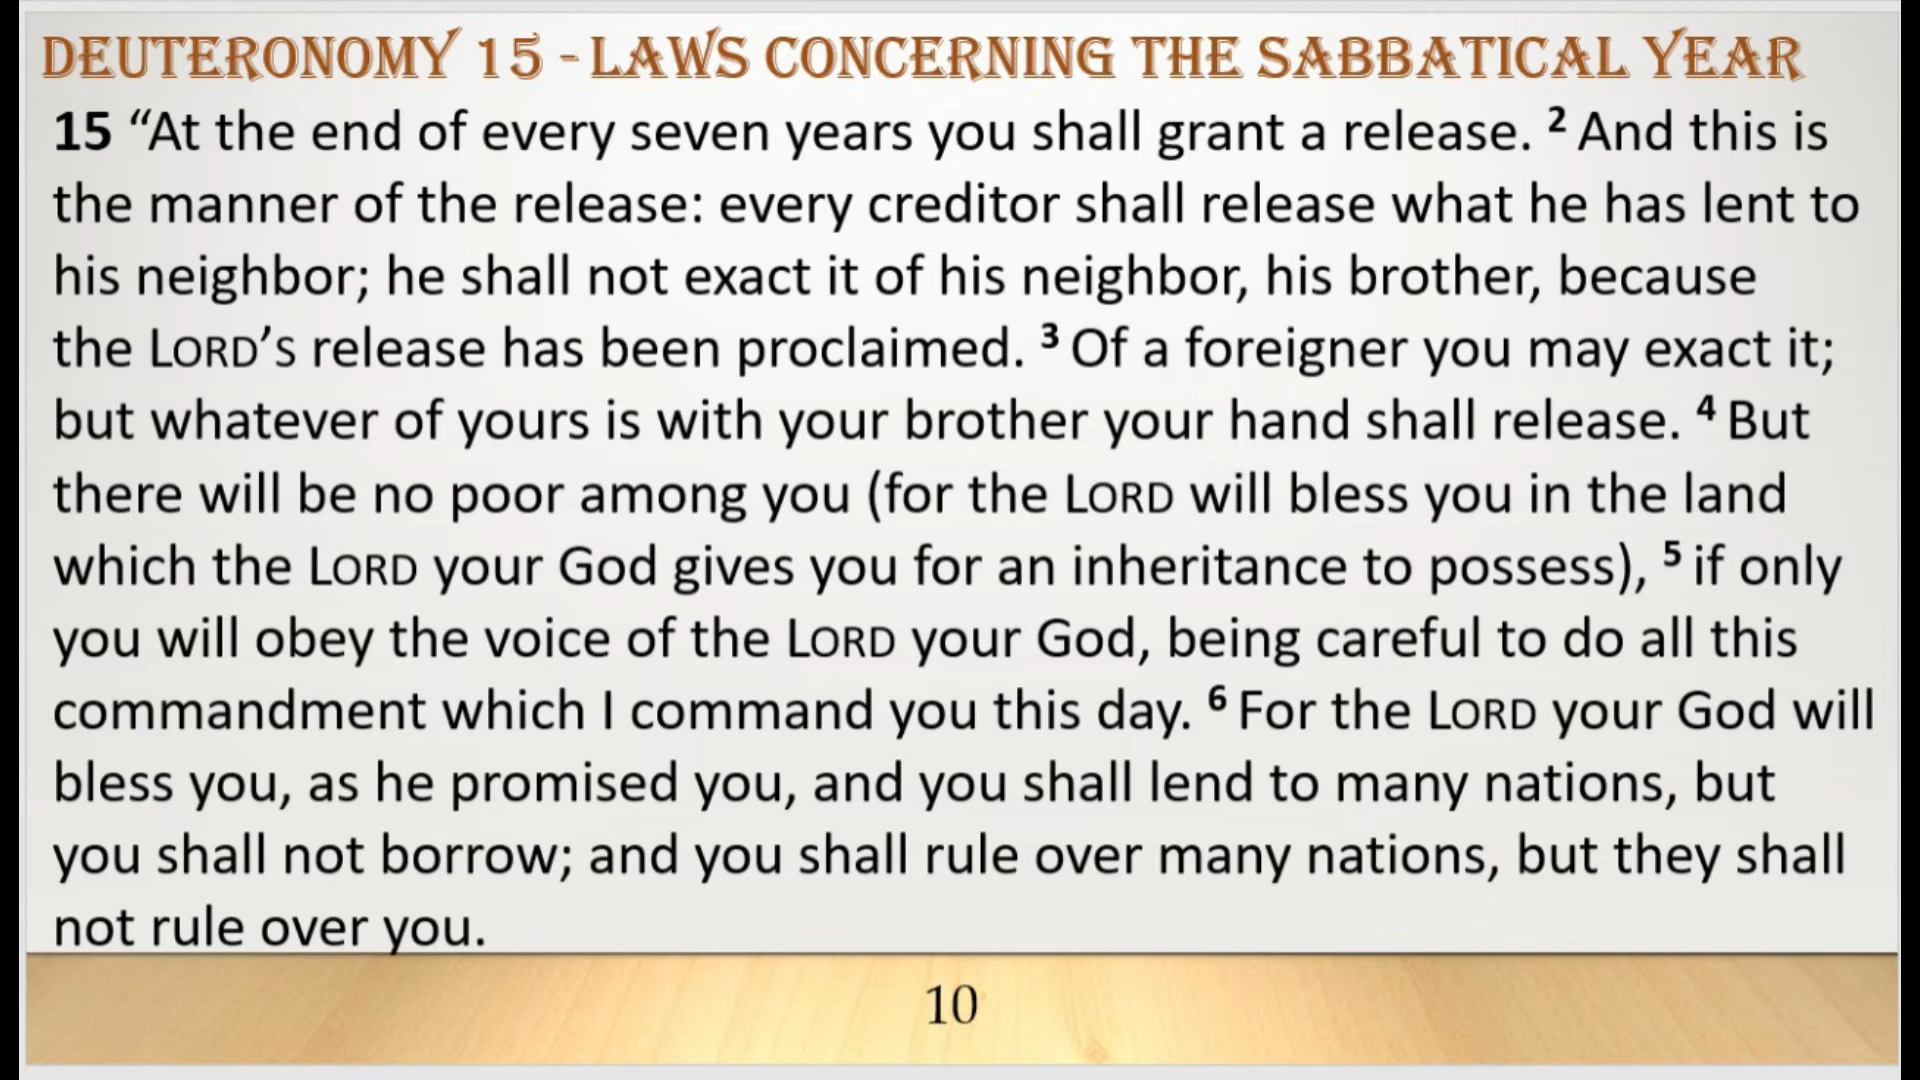 DEUTERONOMY 15 - LAWS CONCERNING THE SABBATICAL YEAR
15 “At the end of every seven years you shall grant a release. 2 And this is
the manner of the release: every creditor shall release what he has lent to
his neighbor; he shall not exact it of his neighbor, his brother, because
the LORD’S release has been proclaimed. 3 Of a foreigner you may exact it;
but whatever of yours is with your brother your hand shall release. 4 But
there will be no poor among you (for the LORD will bless you in the land
which the LORD your God gives you for an inheritance to possess), 5 if only
you will obey the voice of the LORD your God, being careful to do all this
commandment which I command you this day. 6 For the LORD your God will
bless you, as he promised you, and you shall lend to many nations, but
you shall not borrow; and you shall rule over many nations, but they shall
not rule over you.
10